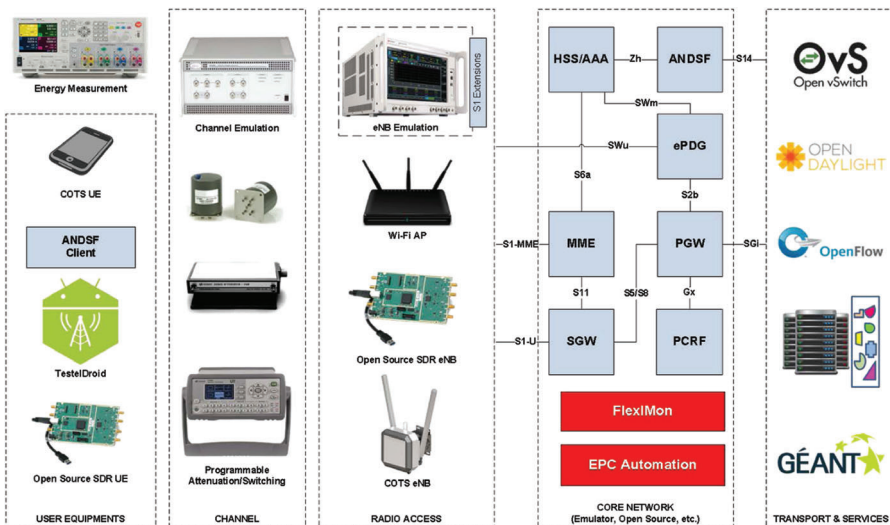 Energy Measurement
COTS UE
ANDSF
Client
TestelDroid
Open Source SDR UE
USER EQUIPMENTS
Channel Emulation
Programmable
Attenuation/Switching
CHANNEL
S1 Extensions
eNB Emulation
Wi-Fi AP
Open Source SDR eNB
COTS eNB
RADIO ACCESS
HSS/AAA
Zh
ANDSF
S14
SWm
SWu
ePDG
S6a
S2b
S1-MME
MME
PGW
SGi
S11
S5/S8
Gx
S1-U
SGW
PCRF
FlexIMon
EPC Automation
CORE NETWORK
(Emulator, Open Source, etc.)
OvS
Open vSwitch
OPEN
DAYLIGHT
OpenFlow
GÉANT
TRANSPORT & SERVICES